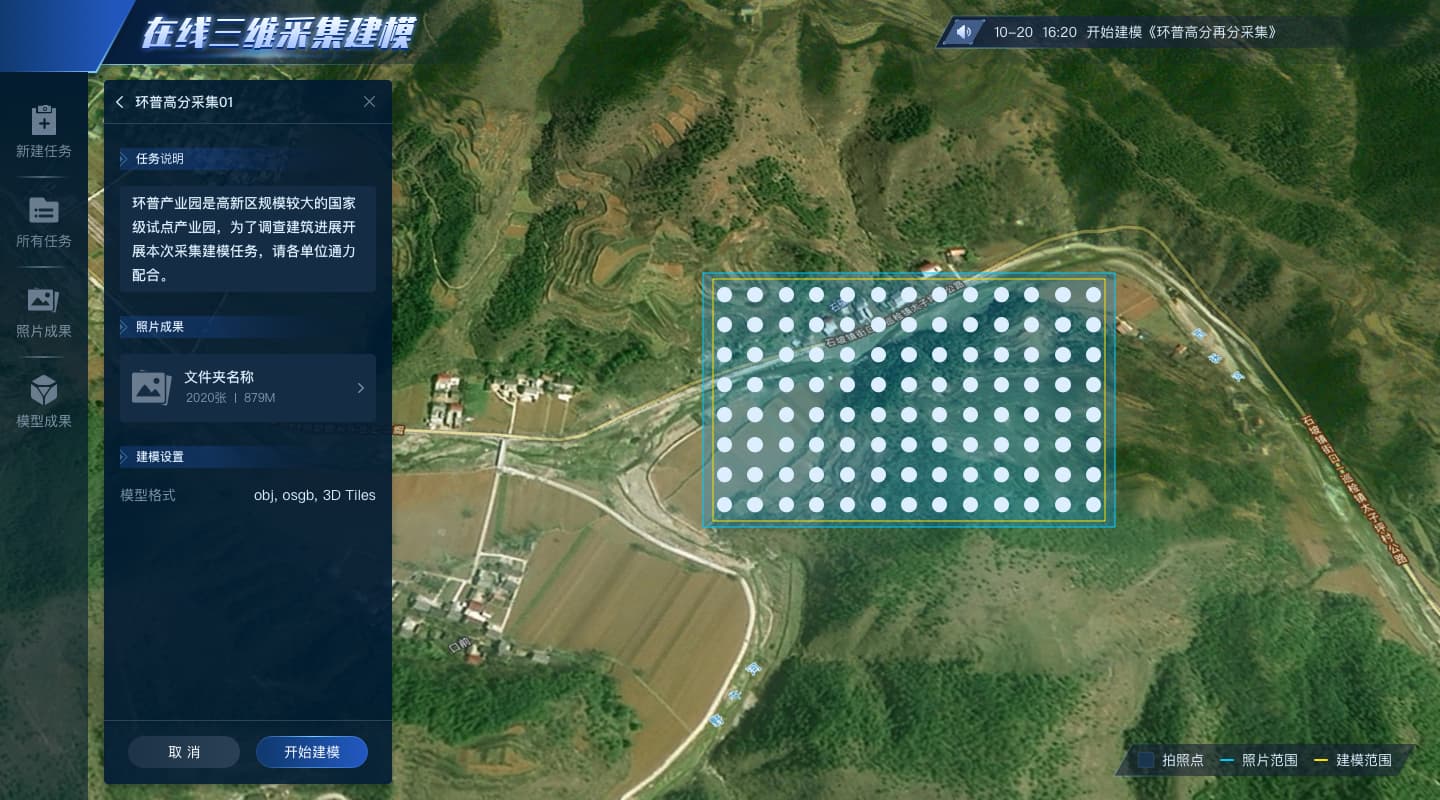 在线三维采集建模
10-20 16:20 开始建模《环普高分再分采集》
新建任务
所有任务
照片成果
模型成果
环普高分采集01
任务说明
环普产业园是高新区规模较大的国家
级试点产业园，为了调查建筑进展开
展本次采集建模任务，请各单位通力
配合。
照片成果
文件夹名称
2020张 | 879M
建模设置
模型格式 obj, osgb, 3D Tiles
取 消
开始建模
口前
拍照点
照片范围
建模范围